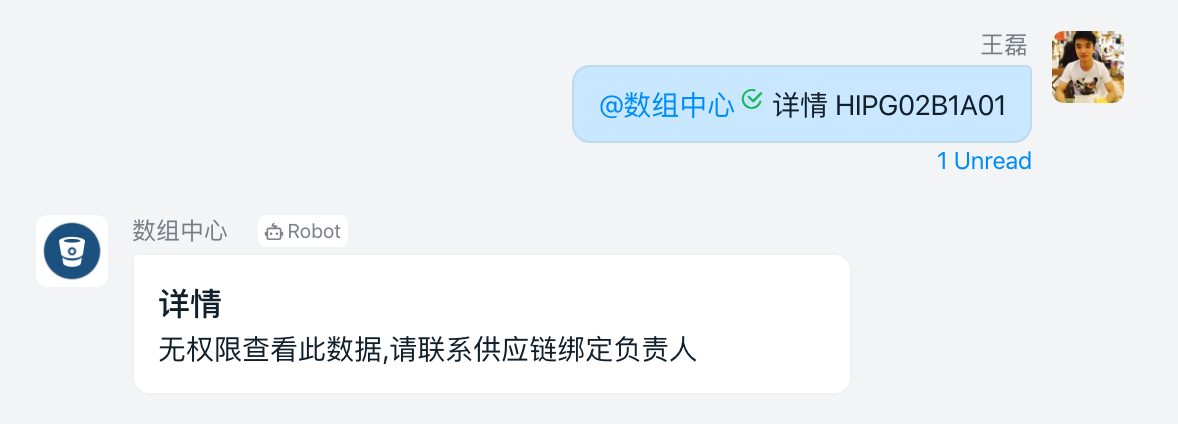 王磊
@数组中心 详情 HIPG02B1A01
1 Unread
数组中心 Robot
详情
无权限查看此数据,请联系供应链绑定负责人